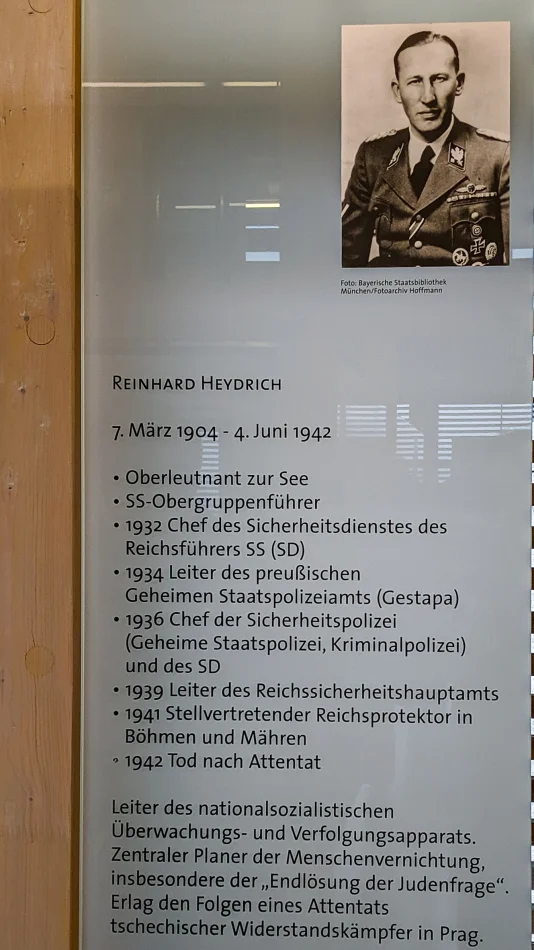 Foto: Bayerische Staatsbibliothek
München/Fotoarchiv Hoffmann
REINHARD HEYDRICH
7. März 1904 - 4. Juni 1942
• Oberleutnant zur See
• SS-Obergruppenführer
• 1932 Chef des Sicherheitsdienstes des
Reichsführers SS (SD)
• 1934 Leiter des preußischen
Geheimen Staatspolizeiamts (Gestapa)
• 1936 Chef der Sicherheitspolizei
(Geheime Staatspolizei, Kriminalpolizei)
und des SD
• 1939 Leiter des Reichssicherheitshauptamts
• 1941 Stellvertretender Reichsprotektor in
Böhmen und Mähren
• 1942 Tod nach Attentat
Leiter des nationalsozialistischen
Überwachungs- und Verfolgungsapparats.
Zentraler Planer der Menschenvernichtung,
insbesondere der „Endlösung der Judenfrage“.
Erlag den Folgen eines Attentats
tschechischer Widerstandskämpfer in Prag.